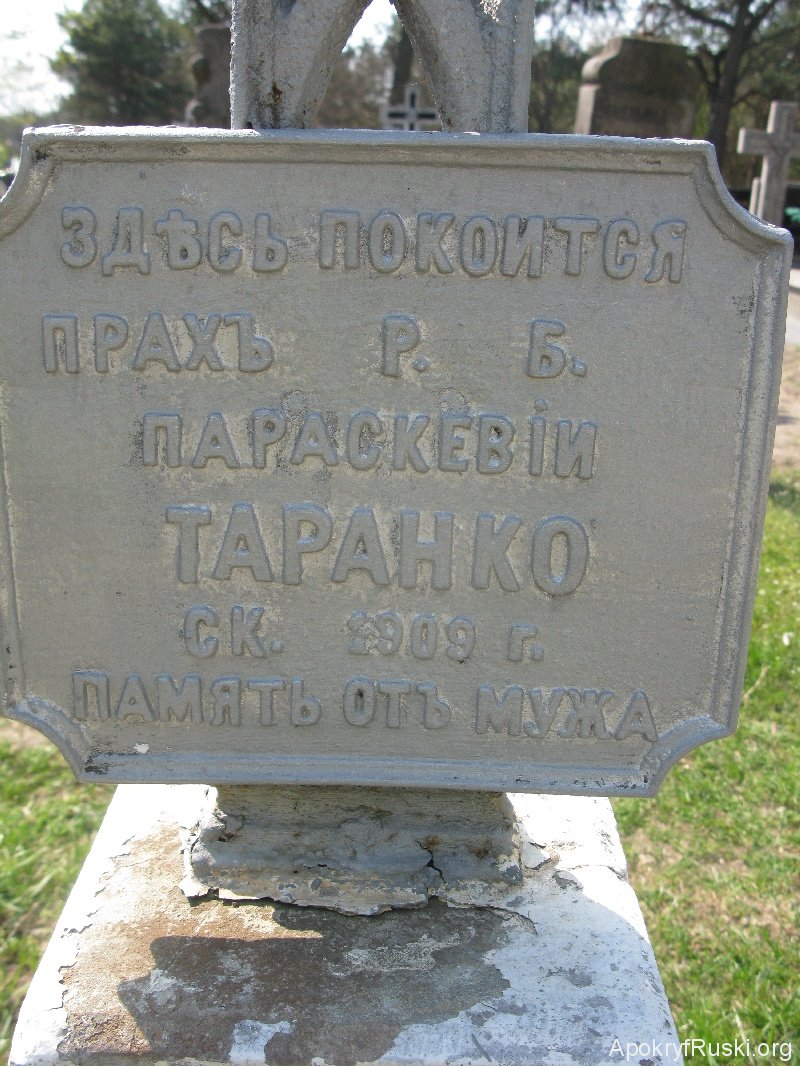 ЗДѢСЬ ПОКОИТСЯ
ПРАХЪ Р. Б.
ПАРАСКЕВІИ
ТАРАНКО
СК. 1909 г.
ПАМЯТЬ ОТЪ МУЖА
ApokryfRuski.org